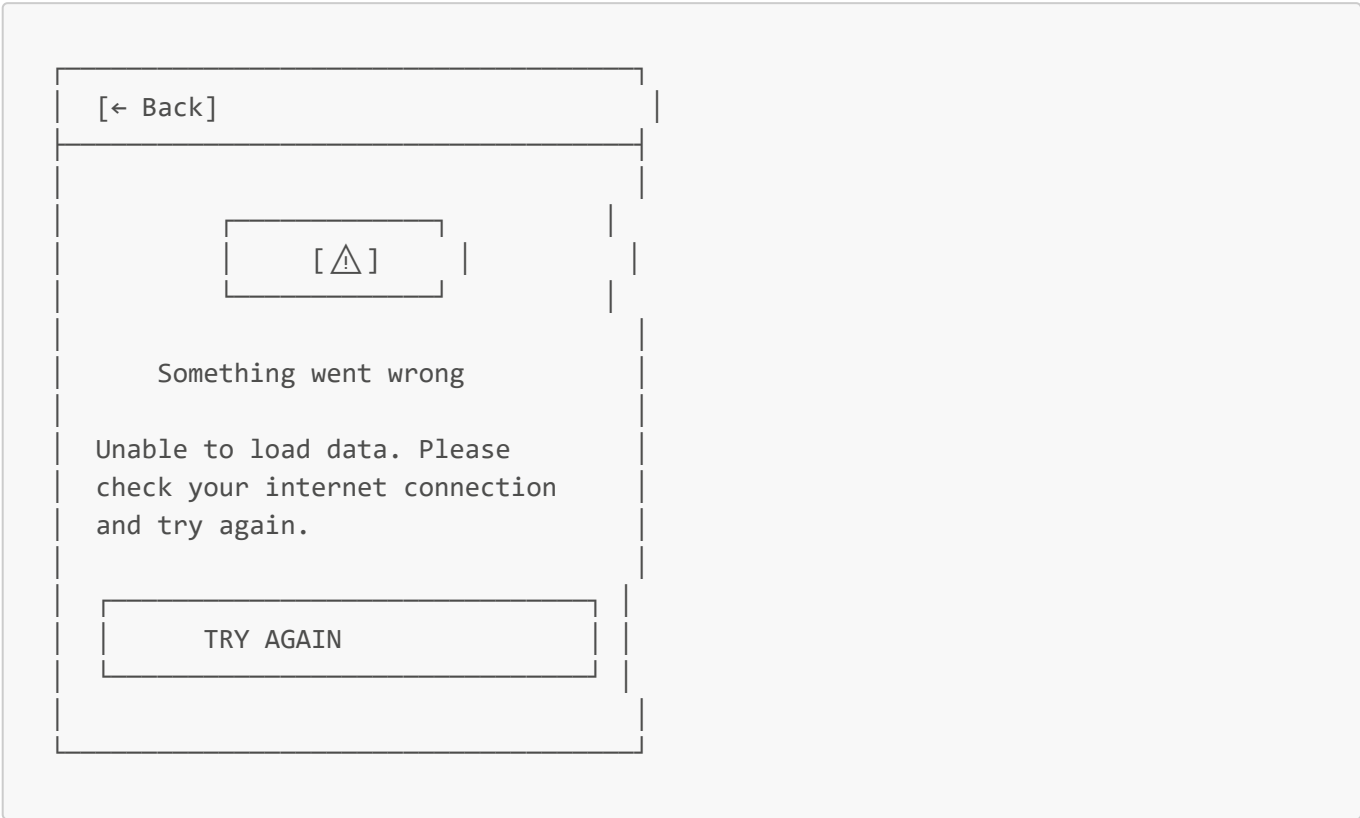 [← Back]
[⚠]
Something went wrong
Unable to load data. Please
check your internet connection
and try again.
TRY AGAIN